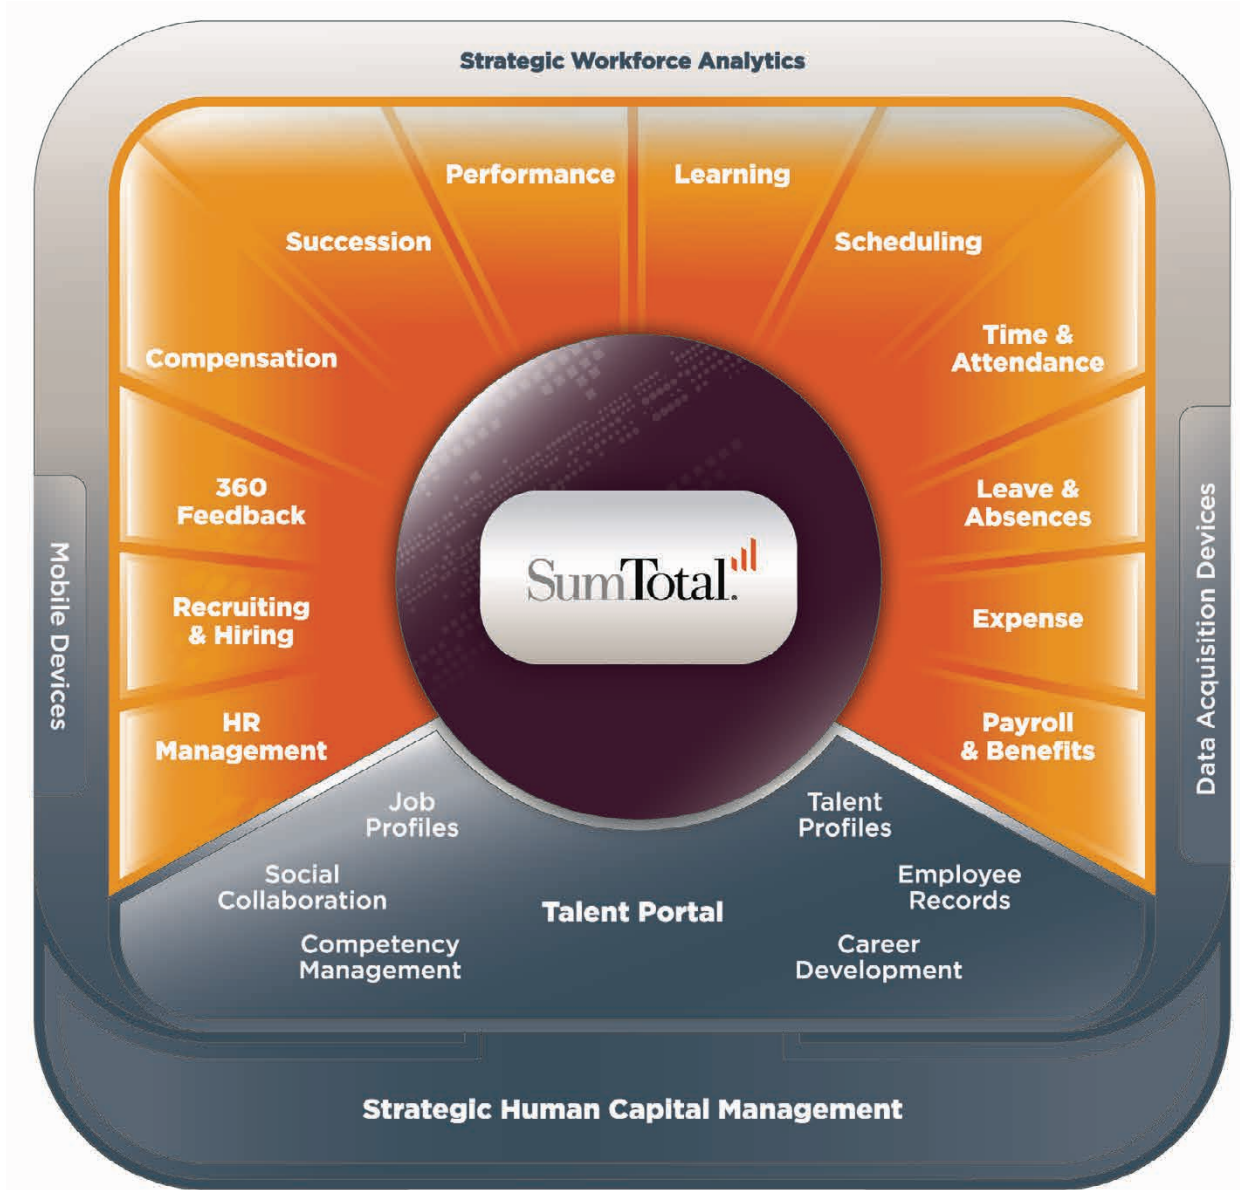 Strategic Workforce Analytics
Performance
Learning
Succession
Scheduling
Compensation
Time &
Attendance
360
Feedback
Leave &
Absences
Recruiting
& Hiring
Expense
HR
Management
Payroll
& Benefits
Mobile Devices
Data Acquisition Devices
SumTotal.
Job
Profiles
Talent
Profiles
Social
Collaboration
Employee
Records
Talent Portal
Competency
Management
Career
Development
Strategic Human Capital Management